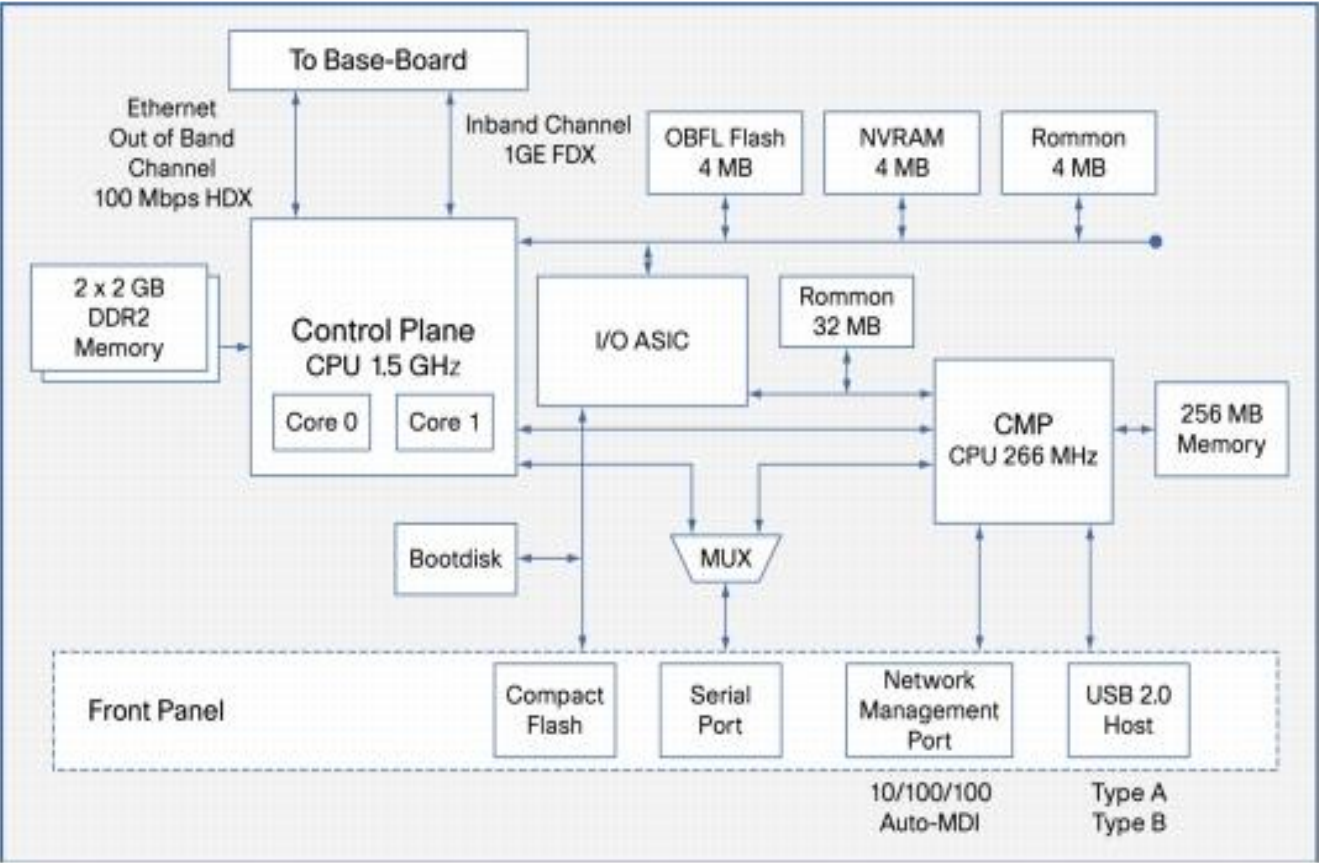 To Base-Board
Ethernet
Out of Band
Channel
100 Mbps HDX
Inband Channel
1GE FDX
OBFL Flash
4 MB
NVRAM
4 MB
Rommon
4 MB
2 x 2 GB
DDR2
Memory
Control Plane
CPU 1.5 GHz
Core 0
Core 1
I/O ASIC
Rommon
32 MB
CMP
CPU 266 MHz
256 MB
Memory
Bootdisk
MUX
Front Panel
Compact
Flash
Serial
Port
Network
Management
Port
USB 2.0
Host
10/100/100
Auto-MDI
Type A
Type B